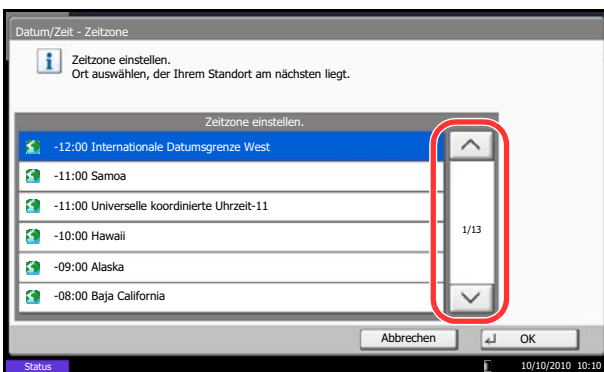 Datum/Zeit - Zeitzone
Zeitzone einstellen.
Ort auswählen, der Ihrem Standort am nächsten liegt.
Zeitzone einstellen.
-12:00 Internationale Datumsgrenze West
-11:00 Samoa
-11:00 Universelle koordinierte Uhrzeit-11
-10:00 Hawaii
1/13
-09:00 Alaska
-08:00 Baja California
Abbrechen
OK
Status
10/10/2010 10:10